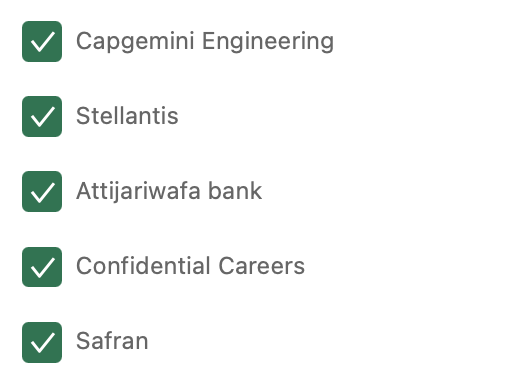 Capgemini Engineering
Stellantis
Attijariwafa bank
Confidential Careers
Safran